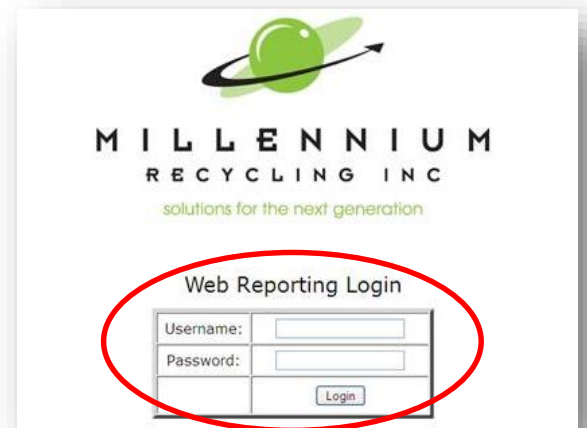 MILLENNIUM
RECYCLING INC
solutions for the next generation
Web Reporting Login
Username:
Password:
Login